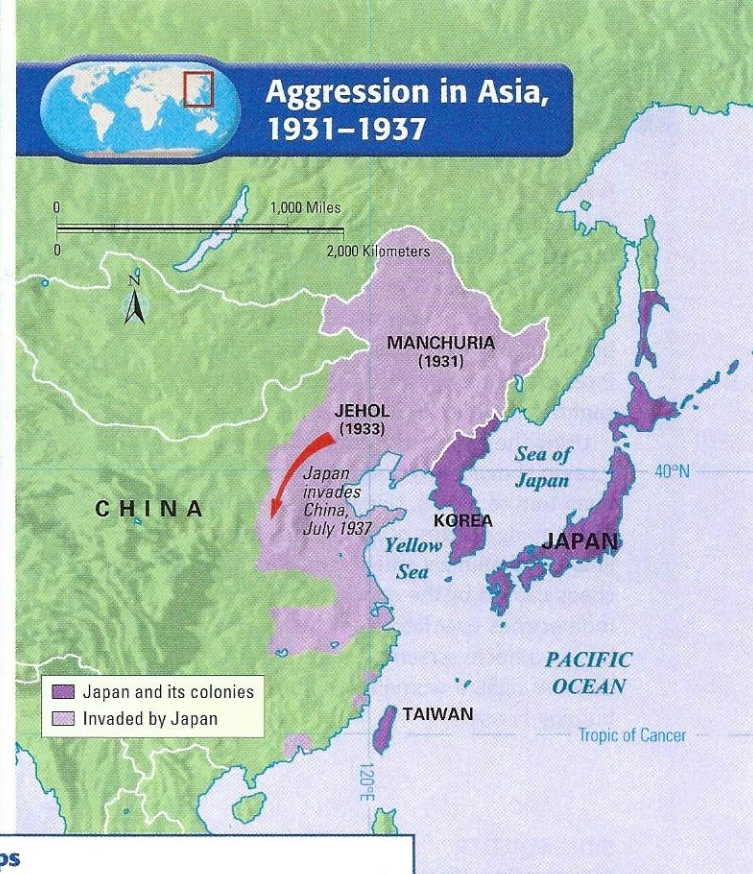 Aggression in Asia,
1931–1937
0
1,000 Miles
0
2,000 Kilometers
N
MANCHURIA
(1931)
JEHOL
(1933)
Japan
invades
China,
July 1937
CHINA
Sea of
Japan
40°N
KOREA
JAPAN
Yellow
Sea
PACIFIC
OCEAN
Japan and its colonies
Invaded by Japan
TAIWAN
Tropic of Cancer
120°E